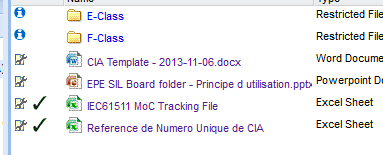 Name Type
E-Class Restricted File
F-Class Restricted File
CIA Template - 2013-11-06.docx Word Docume
EPE SIL Board folder - Principe d utilisation.pptx Powerpoint D
IEC61511 MoC Tracking File Excel Sheet
Reference de Numero Unique de CIA Excel Sheet